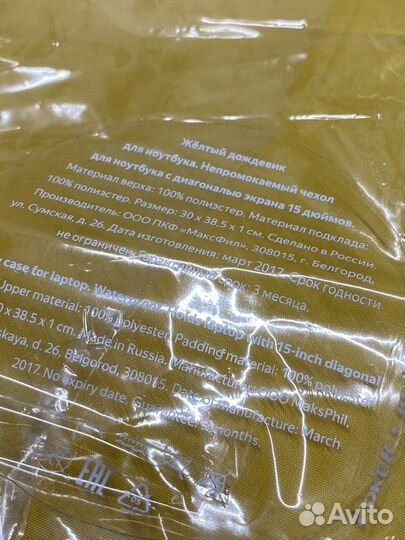 Жёлтый дождевик
для ноутбука. Непромокаемый чехол
для ноутбука с диагональю экрана 15 дюймов.
Материал верха: 100% полиэстер. Материал подклада:
100% полиэстер. Размер: 30 x 38.5 x 1 см. Сделано в России.
Производитель: ООО ПКФ «МаксФил», 308015, г. Белгород,
ул. Сумская, д. 26. Дата изготовления: март 2017. Срок годности
не ограничен. срок: 3 месяца.
case for laptop. laptop with 15-inch diagonal
Upper material: 100% polyester. Padding material: 100%
x 38.5 x 1 cm. Made in Russia. Manufacturer: OOO MaksPhil,
d. 26, Belgorod, 308015. Date of manufacture: March
2017. No expiry date. Guarantee: 3 months.
EAC
Avito